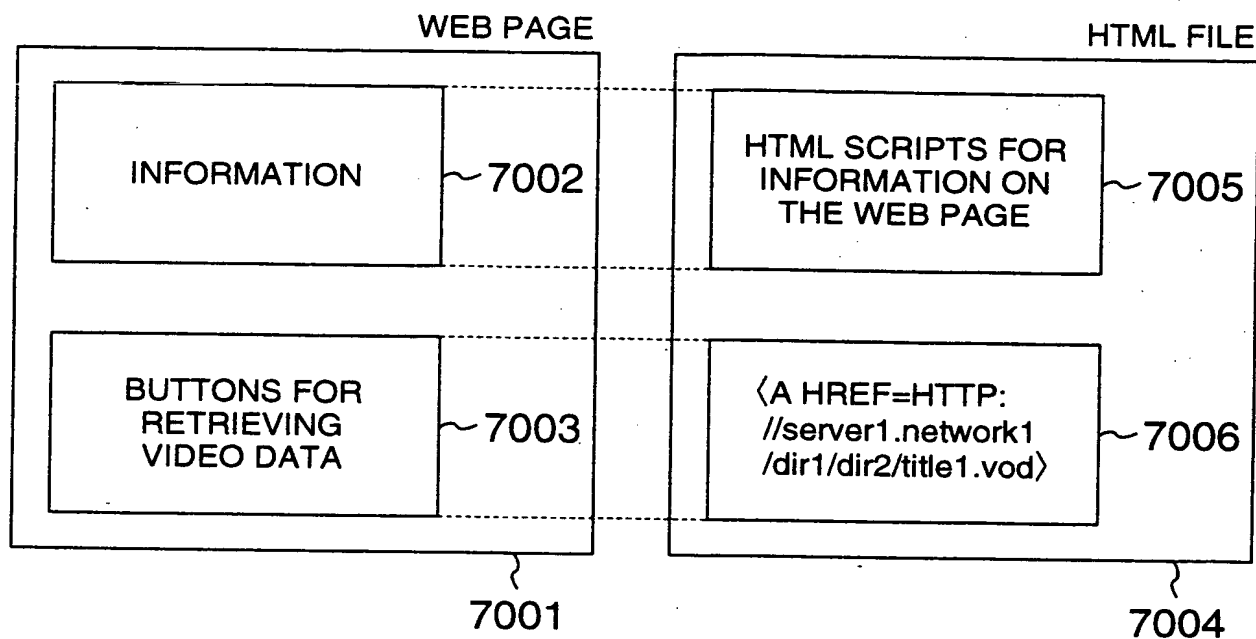 WEB PAGE
INFORMATION
7002
BUTTONS FOR
RETRIEVING
VIDEO DATA
7003
7001
HTML FILE
HTML SCRIPTS FOR
INFORMATION ON
THE WEB PAGE
7005
〈A HREF=HTTP:
//server1.network1
/dir1/dir2/title1.vod〉
7006
7004